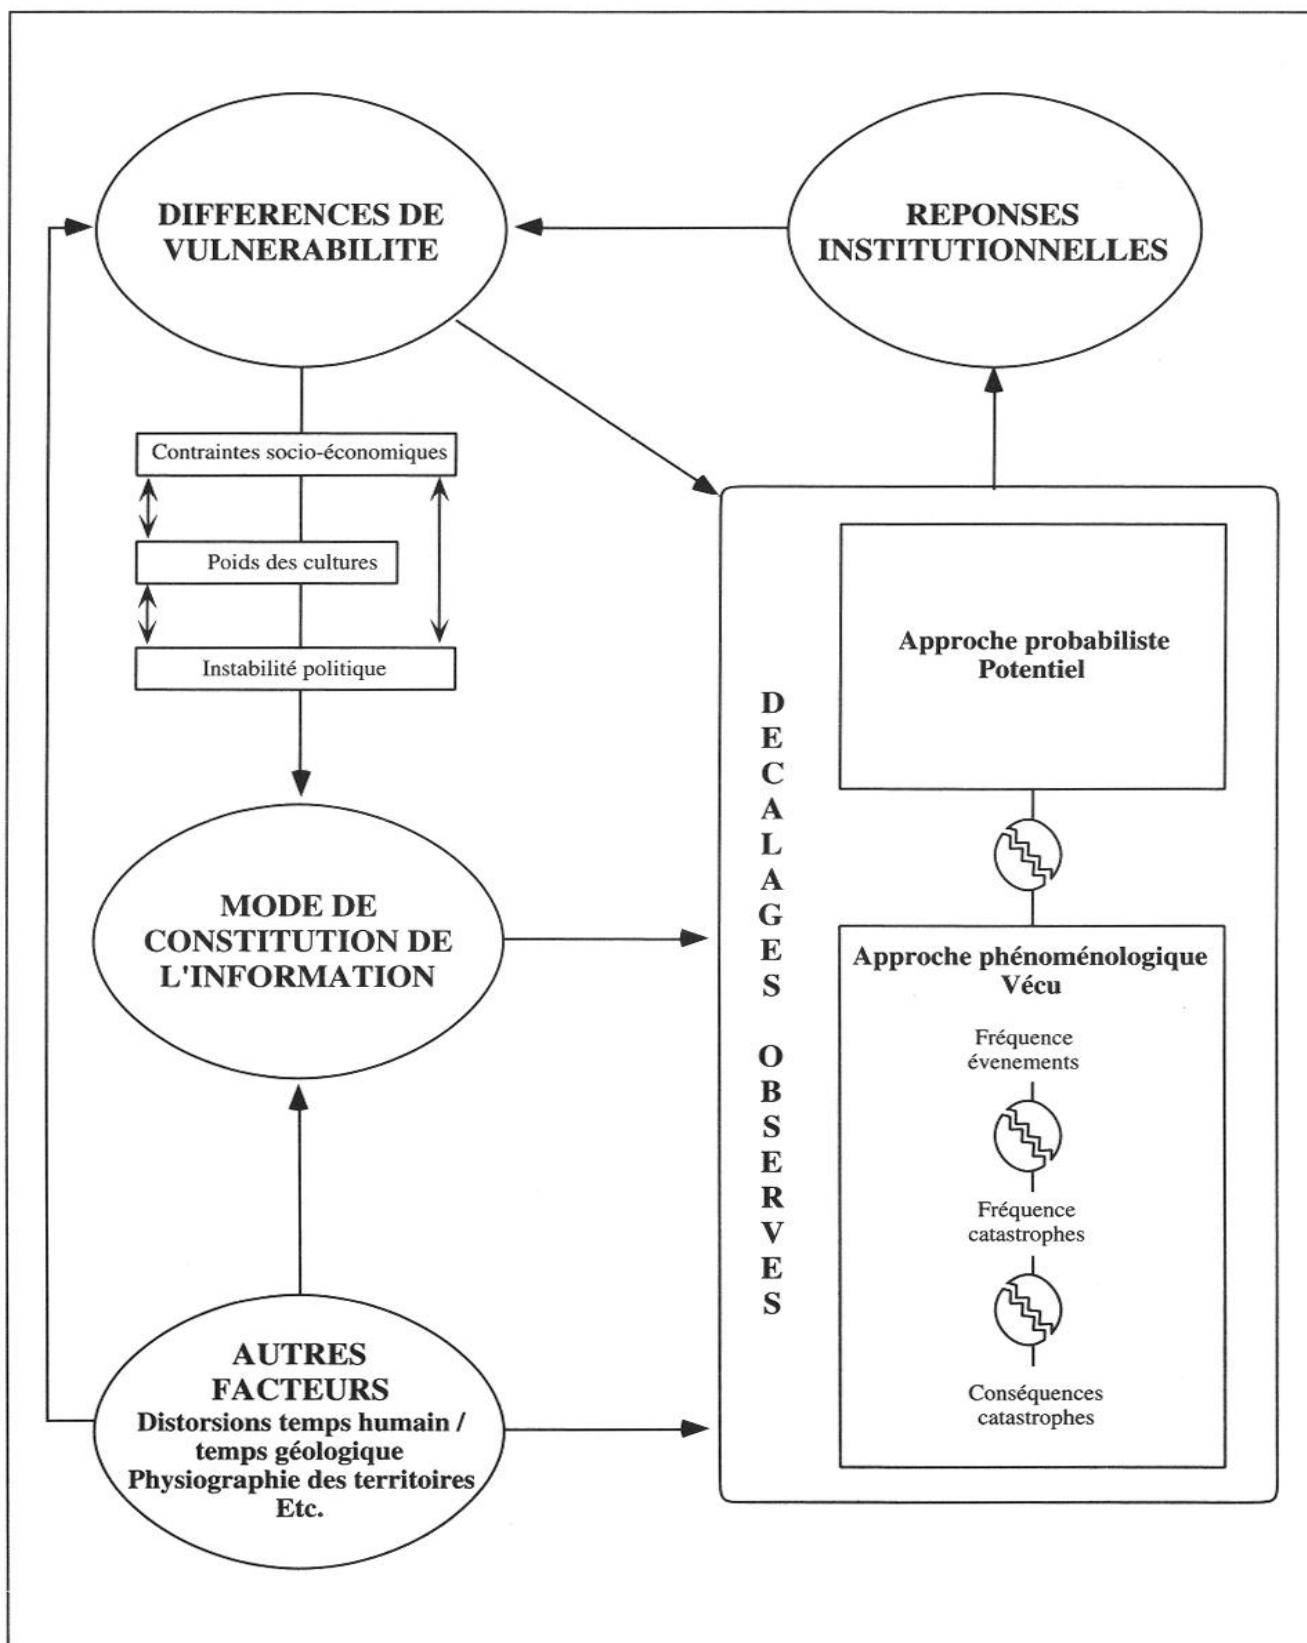 DIFFERENCES DE
VULNERABILITE
REPONSES
INSTITUTIONNELLES
Contraintes socio-économiques
Poids des cultures
Instabilité politique
MODE DE
CONSTITUTION DE
L'INFORMATION
AUTRES
FACTEURS
Distorsions temps humain /
temps géologique
Physiographie des territoires
Etc.
DECALAGES OBSERVES
Approche probabiliste
Potentiel
Approche phénoménologique
Vécu
Fréquence
évenements
Fréquence
catastrophes
Conséquences
catastrophes